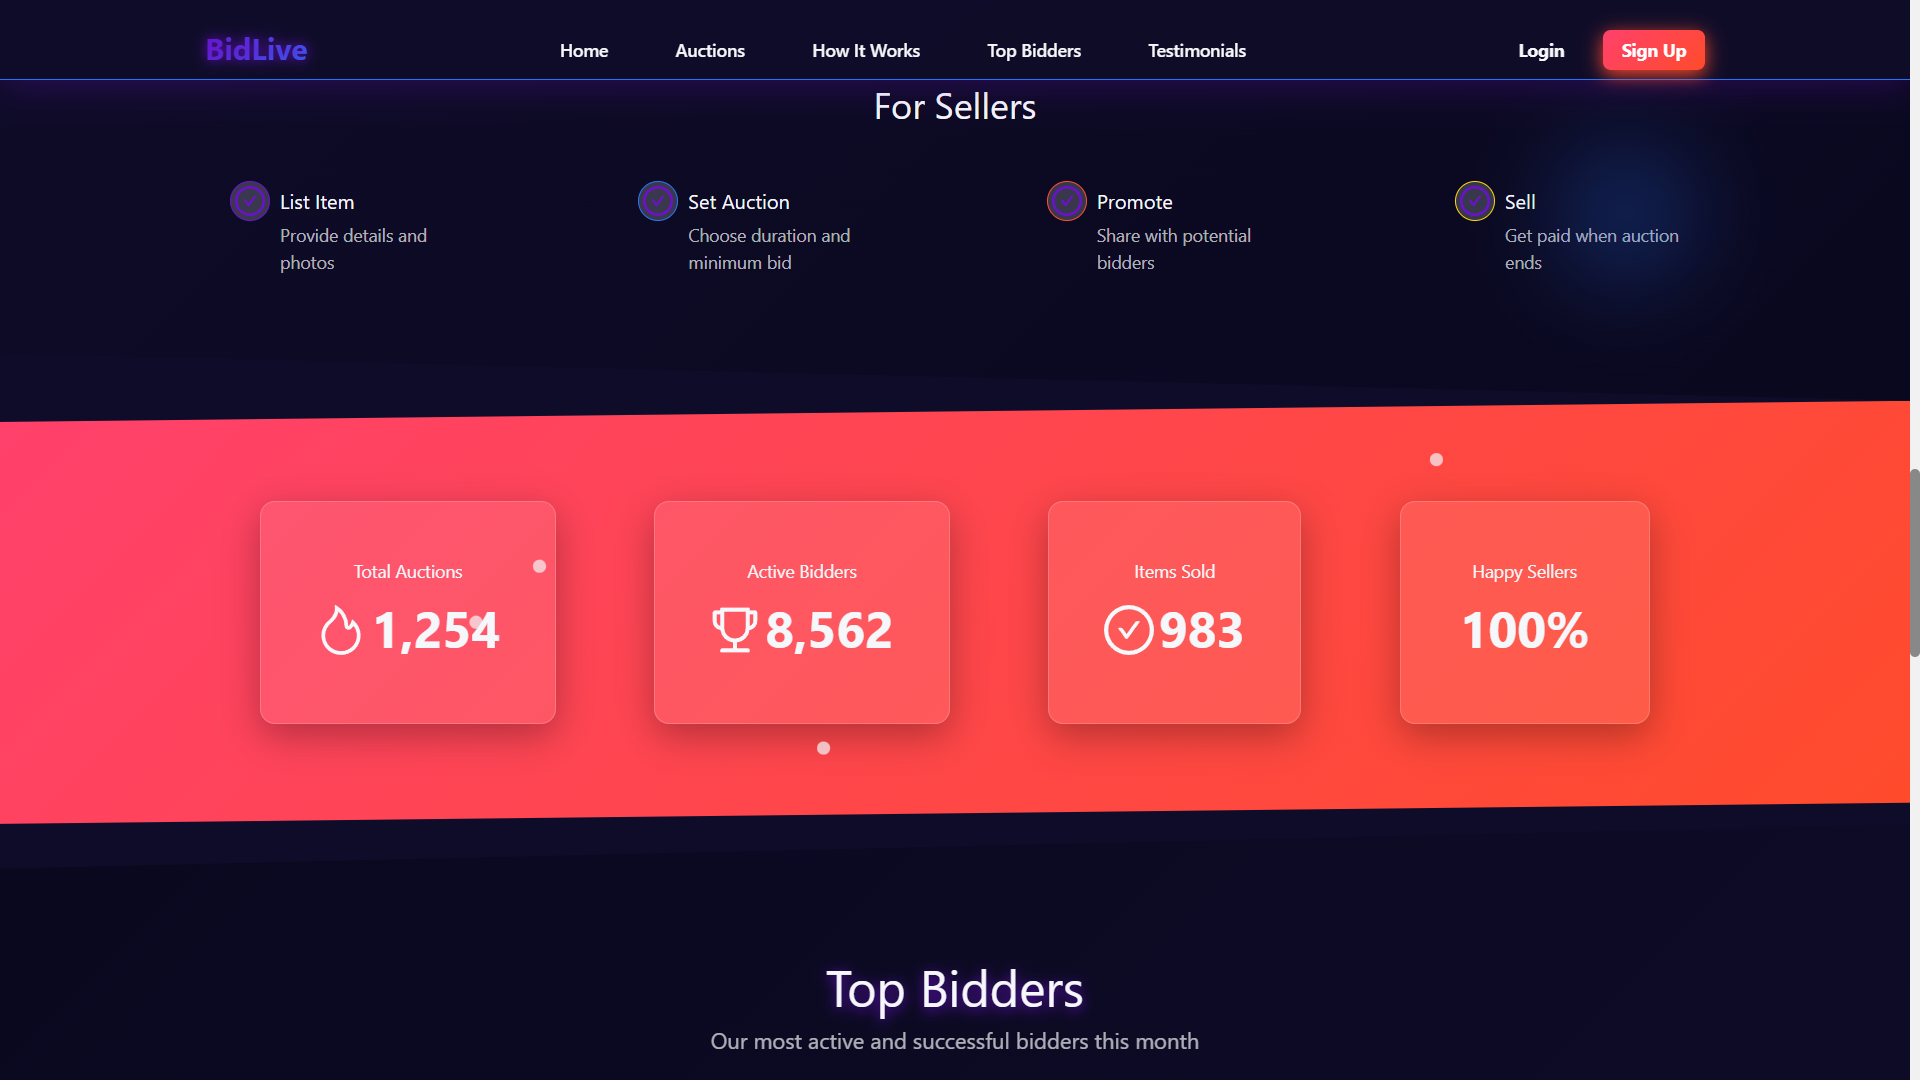 BidLive
Home
Auctions
How It Works
Top Bidders
Testimonials
Login
Sign Up
For Sellers
List Item
Provide details and
photos
Set Auction
Choose duration and
minimum bid
Promote
Share with potential
bidders
Sell
Get paid when auction
ends
Total Auctions
1,254
Active Bidders
8,562
Items Sold
983
Happy Sellers
100%
Top Bidders
Our most active and successful bidders this month